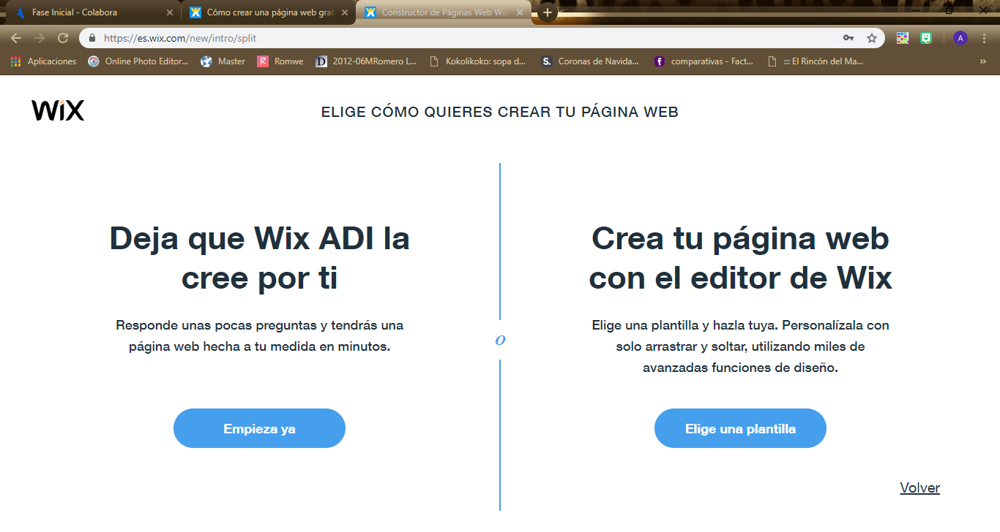 Fase Inicial - Colabora
Cómo crear una página web grat
Constructor de Páginas Web Wix
https://es.wix.com/new/intro/split
A
Aplicaciones
Online Photo Editor...
Master
R Romwe
D 2012-06MRomero L...
Kokolikoko: sopa d...
S. Coronas de Navida...
f comparativas - Fact...
::: El Rincón del Ma...
»
WiX
ELIGE CÓMO QUIERES CREAR TU PÁGINA WEB
Deja que Wix ADI la
cree por ti
Responde unas pocas preguntas y tendrás una
página web hecha a tu medida en minutos.
Empieza ya
o
Crea tu página web
con el editor de Wix
Elige una plantilla y hazla tuya. Personalízala con
solo arrastrar y soltar, utilizando miles de
avanzadas funciones de diseño.
Elige una plantilla
Volver